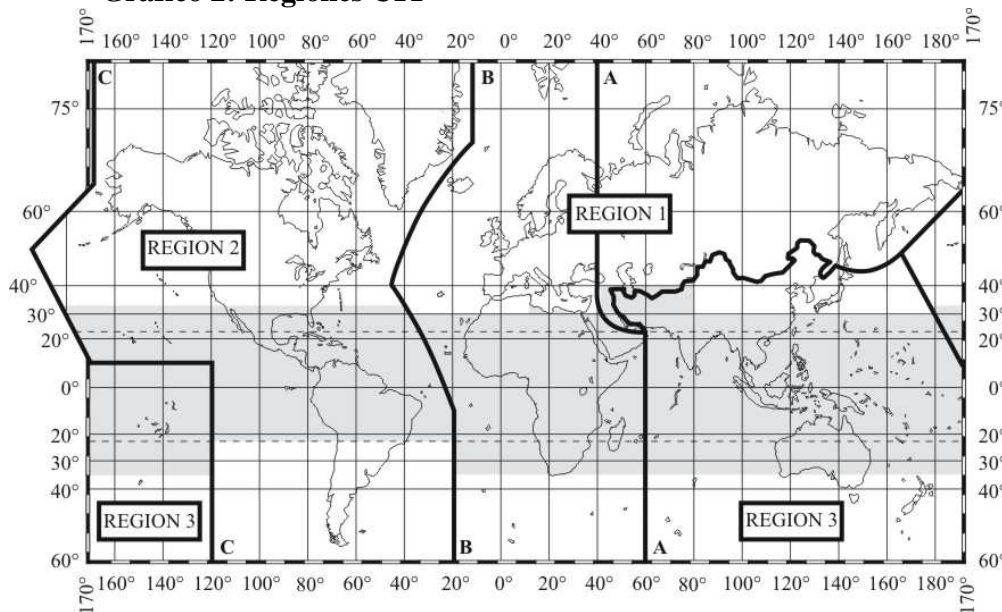 Gráfico 2: Regiones UIT
170° 160° 120° 120° 100° 80° 60° 40° 20° 0° 20° 40° 60° 80° 100° 120° 140° 160° 180° 170°
C B A
75° 75°
60° 60°
REGION 1
REGION 2
40° 40°
30° 30°
20° 20°
0° 0°
20° 20°
30° 30°
40° 40°
REGION 3 REGION 3
C B A
60° 60°
170° 160° 140° 120° 100° 80° 60° 40° 20° 0° 20° 40° 60° 80° 100° 120° 140° 160° 180° 170°